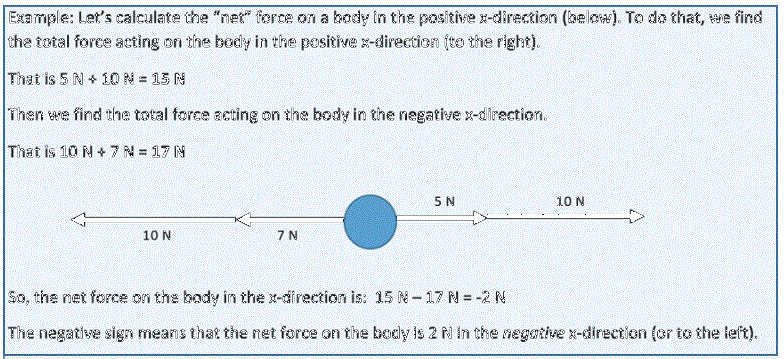 Example: Let's calculate the "net" force on a body in the positive x-direction (below). To do that, we find
the total force acting on the body in the positive x-direction (to the right).
That is 5 N + 10 N = 15 N
Then we find the total force acting on the body in the negative x-direction.
That is 10 N + 7 N = 17 N
5 N
10 N
10 N
7 N
So, the net force on the body in the x-direction is: 15 N – 17 N = -2 N
The negative sign means that the net force on the body is 2 N in the negative x-direction (or to the left).